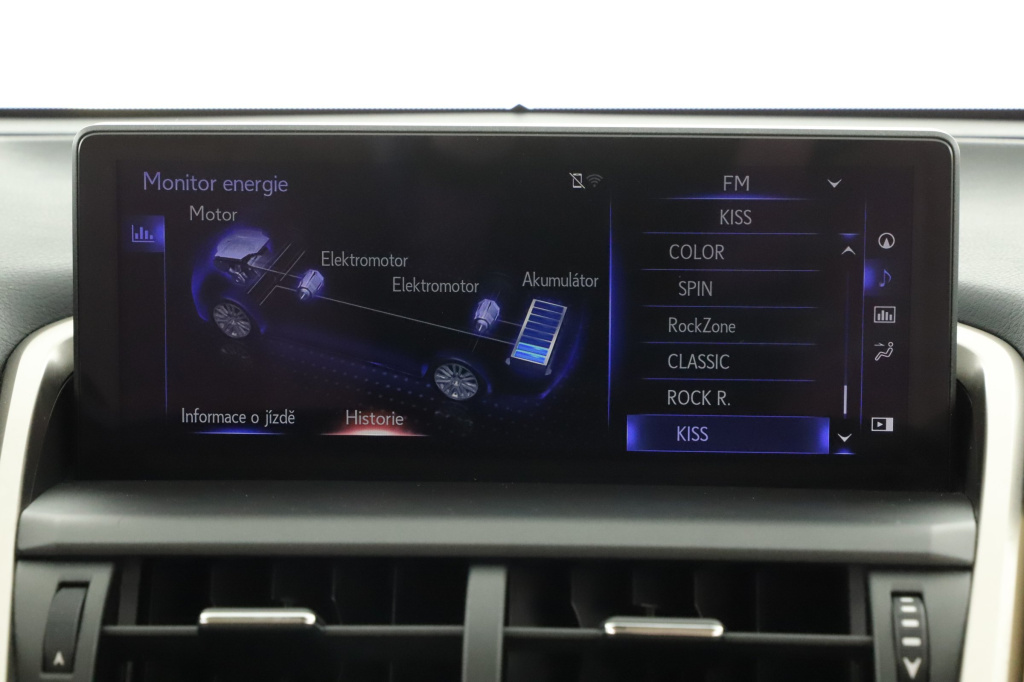 Monitor energie
Motor
Elektromotor
Elektromotor
Akumulátor
Informace o jízdě
Historie
FM
KISS
COLOR
SPIN
RockZone
CLASSIC
ROCK R.
KISS